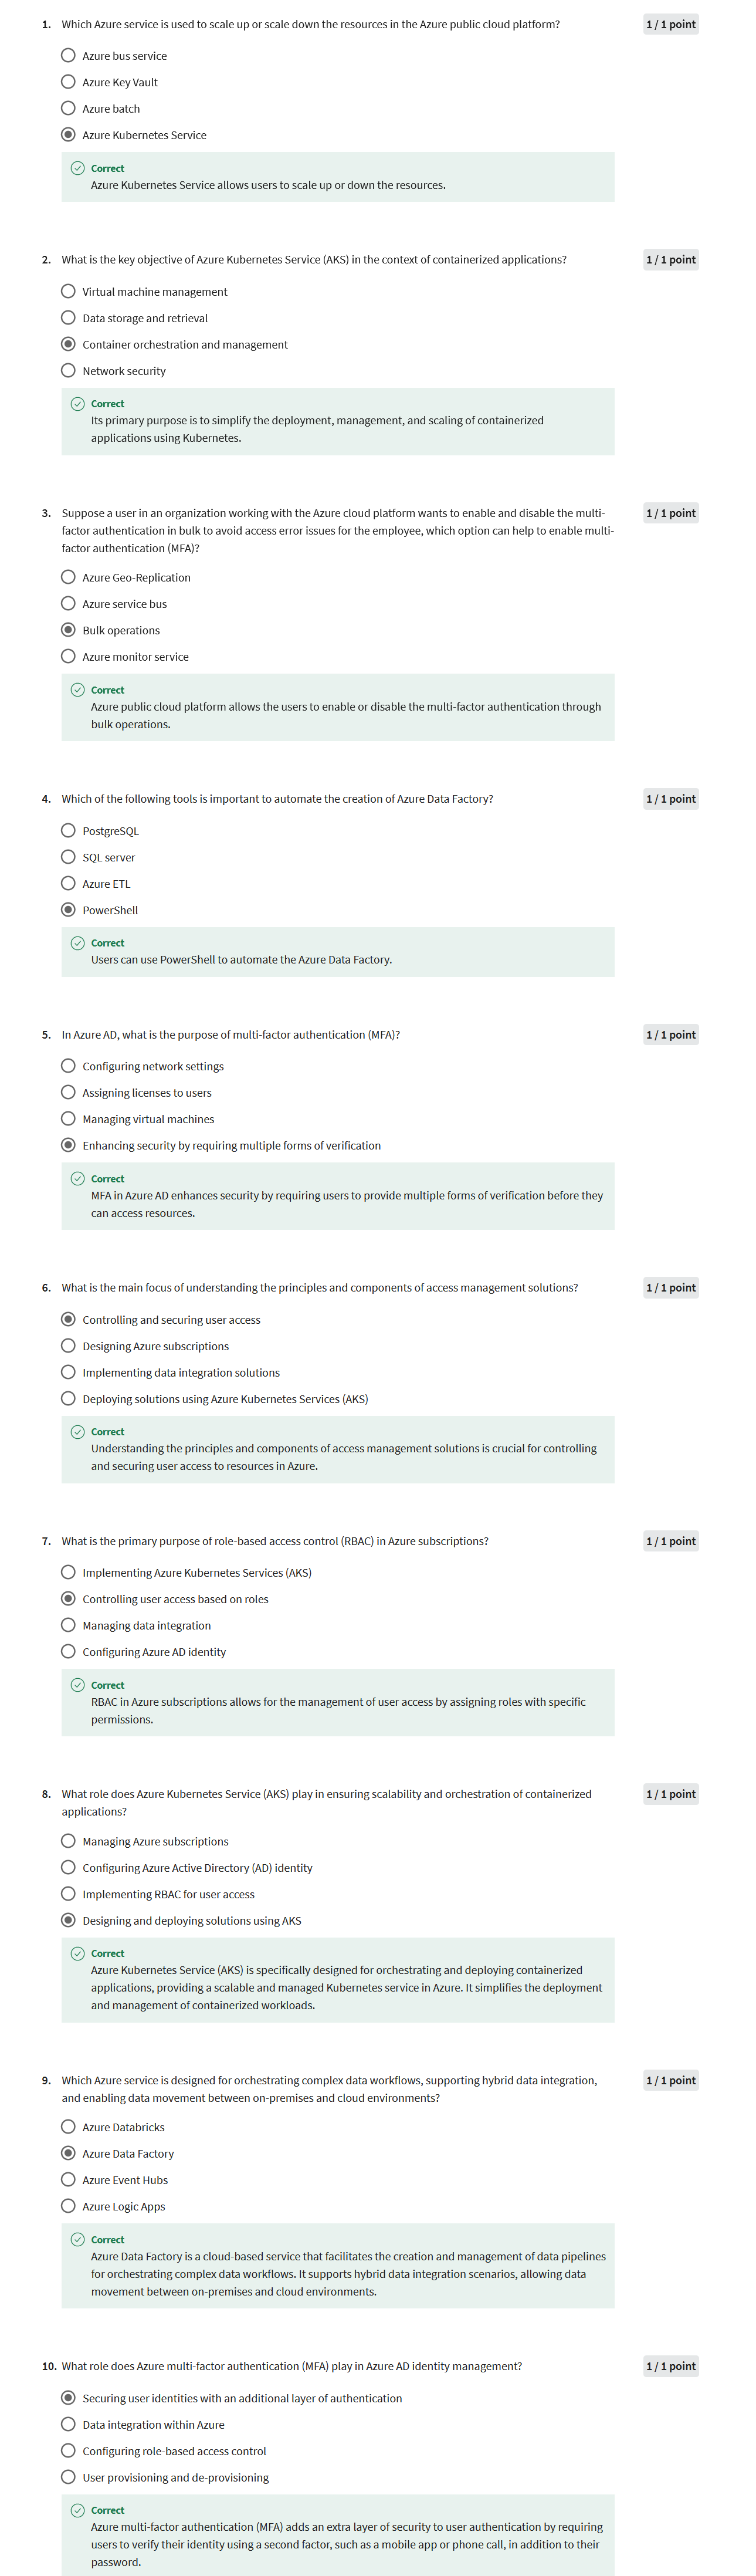 1. Which Azure service is used to scale up or scale down the resources in the Azure public cloud platform? 1 / 1 point
Azure bus service
Azure Key Vault
Azure batch
Azure Kubernetes Service
Correct
Azure Kubernetes Service allows users to scale up or down the resources.
2. What is the key objective of Azure Kubernetes Service (AKS) in the context of containerized applications? 1 / 1 point
Virtual machine management
Data storage and retrieval
Container orchestration and management
Network security
Correct
Its primary purpose is to simplify the deployment, management, and scaling of containerized
applications using Kubernetes.
3. Suppose a user in an organization working with the Azure cloud platform wants to enable and disable the multi- 1 / 1 point
factor authentication in bulk to avoid access error issues for the employee, which option can help to enable multi-
factor authentication (MFA)?
Azure Geo-Replication
Azure service bus
Bulk operations
Azure monitor service
Correct
Azure public cloud platform allows the users to enable or disable the multi-factor authentication through
bulk operations.
4. Which of the following tools is important to automate the creation of Azure Data Factory? 1 / 1 point
PostgreSQL
SQL server
Azure ETL
PowerShell
Correct
Users can use PowerShell to automate the Azure Data Factory.
5. In Azure AD, what is the purpose of multi-factor authentication (MFA)? 1 / 1 point
Configuring network settings
Assigning licenses to users
Managing virtual machines
Enhancing security by requiring multiple forms of verification
Correct
MFA in Azure AD enhances security by requiring users to provide multiple forms of verification before they
can access resources.
6. What is the main focus of understanding the principles and components of access management solutions? 1 / 1 point
Controlling and securing user access
Designing Azure subscriptions
Implementing data integration solutions
Deploying solutions using Azure Kubernetes Services (AKS)
Correct
Understanding the principles and components of access management solutions is crucial for controlling
and securing user access to resources in Azure.
7. What is the primary purpose of role-based access control (RBAC) in Azure subscriptions? 1 / 1 point
Implementing Azure Kubernetes Services (AKS)
Controlling user access based on roles
Managing data integration
Configuring Azure AD identity
Correct
RBAC in Azure subscriptions allows for the management of user access by assigning roles with specific
permissions.
8. What role does Azure Kubernetes Service (AKS) play in ensuring scalability and orchestration of containerized 1 / 1 point
applications?
Managing Azure subscriptions
Configuring Azure Active Directory (AD) identity
Implementing RBAC for user access
Designing and deploying solutions using AKS
Correct
Azure Kubernetes Service (AKS) is specifically designed for orchestrating and deploying containerized
applications, providing a scalable and managed Kubernetes service in Azure. It simplifies the deployment
and management of containerized workloads.
9. Which Azure service is designed for orchestrating complex data workflows, supporting hybrid data integration, 1 / 1 point
and enabling data movement between on-premises and cloud environments?
Azure Databricks
Azure Data Factory
Azure Event Hubs
Azure Logic Apps
Correct
Azure Data Factory is a cloud-based service that facilitates the creation and management of data pipelines
for orchestrating complex data workflows. It supports hybrid data integration scenarios, allowing data
movement between on-premises and cloud environments.
10. What role does Azure multi-factor authentication (MFA) play in Azure AD identity management? 1 / 1 point
Securing user identities with an additional layer of authentication
Data integration within Azure
Configuring role-based access control
User provisioning and de-provisioning
Correct
Azure multi-factor authentication (MFA) adds an extra layer of security to user authentication by requiring
users to verify their identity using a second factor, such as a mobile app or phone call, in addition to their
password.